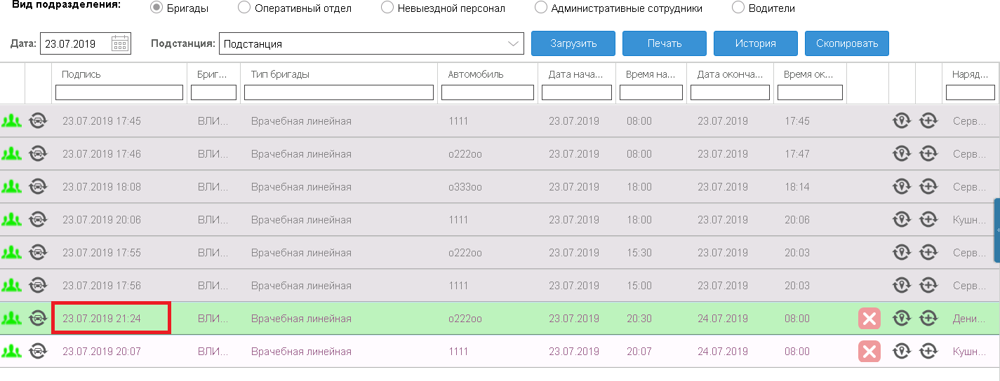 Вид подразделения: Бригады Оперативный отдел Невыездной персонал Административные сотрудники Водители
Дата: 23.07.2019 Подстанция: Подстанция Загрузить Печать История Скопировать
Подпись Бриг... Тип бригады Автомобиль Дата нача... Время на... Дата оконча... Время ок... Наряд...
23.07.2019 17:45 ВЛИ... Врачебная линейная 1111 23.07.2019 08:00 23.07.2019 17:45 Серв...
23.07.2019 17:46 ВЛИ... Врачебная линейная о222оо 23.07.2019 08:00 23.07.2019 17:47 Серв...
23.07.2019 18:08 ВЛИ... Врачебная линейная о333оо 23.07.2019 18:00 23.07.2019 18:14 Серв...
23.07.2019 20:06 ВЛИ... Врачебная линейная 1111 23.07.2019 18:00 23.07.2019 20:06 Кушн...
23.07.2019 17:55 ВЛИ... Врачебная линейная о222оо 23.07.2019 15:30 23.07.2019 20:03 Серв...
23.07.2019 17:56 ВЛИ... Врачебная линейная 1111 23.07.2019 15:00 23.07.2019 20:03 Серв...
23.07.2019 21:24 ВЛИ... Врачебная линейная о222оо 23.07.2019 20:30 24.07.2019 08:00 Дени...
23.07.2019 20:07 ВЛИ... Врачебная линейная 1111 23.07.2019 20:07 24.07.2019 08:00 Кушн...